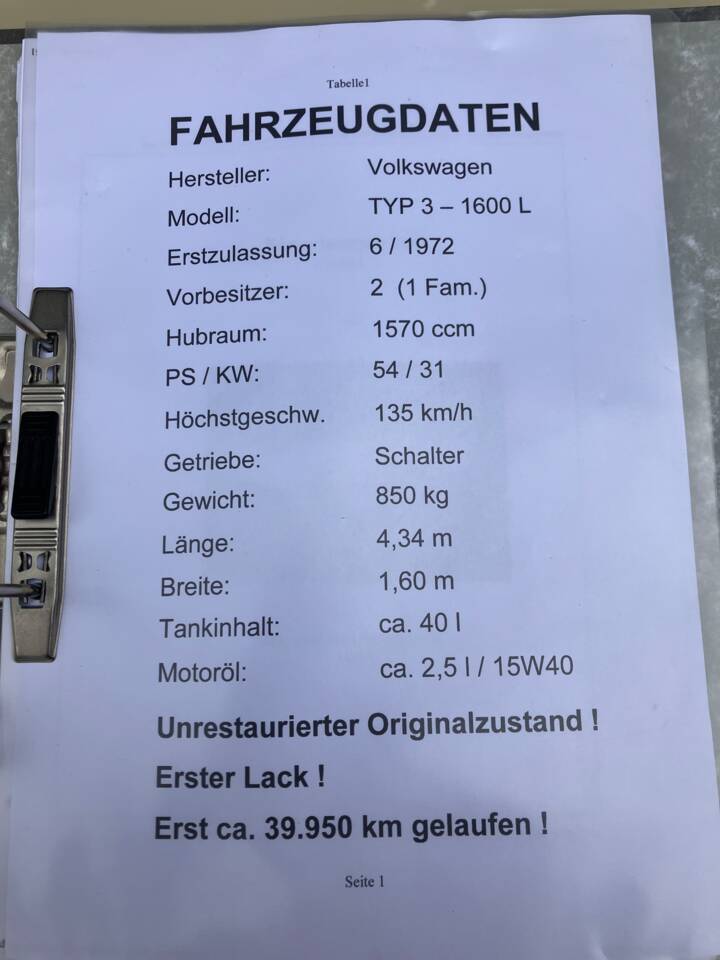 Tabelle1
FAHRZEUGDATEN
Hersteller: Volkswagen
Modell: TYP 3 – 1600 L
Erstzulassung: 6 / 1972
Vorbesitzer: 2 (1 Fam.)
Hubraum: 1570 ccm
PS / KW: 54 / 31
Höchstgeschw. 135 km/h
Getriebe: Schalter
Gewicht: 850 kg
Länge: 4,34 m
Breite: 1,60 m
Tankinhalt: ca. 40 l
Motoröl: ca. 2,5 l / 15W40
Unrestaurierter Originalzustand !
Erster Lack !
Erst ca. 39.950 km gelaufen !
Seite 1